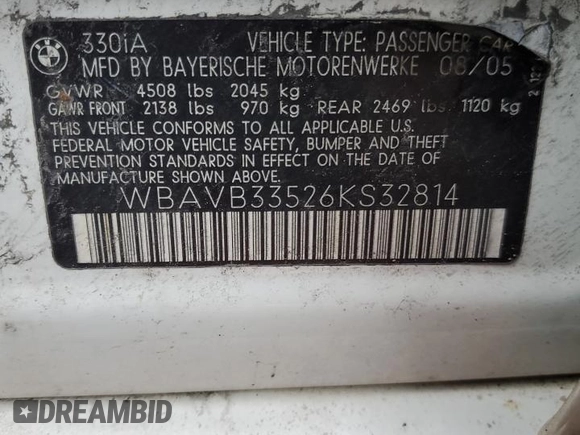 BMW
330iA VEHICLE TYPE: PASSENGER CAR
MFD BY BAYERISCHE MOTORENWERKE 08/05
GVWR 4508 lbs 2045 kg
GAWR FRONT 2138 lbs 970 kg REAR 2469 lbs 1120 kg
THIS VEHICLE CONFORMS TO ALL APPLICABLE U.S.
FEDERAL MOTOR VEHICLE SAFETY, BUMPER AND THEFT
PREVENTION STANDARDS IN EFFECT ON THE DATE OF
MANUFACTURE SHOWN ABOVE.
WBAVB33526KS32814
DREAMBID